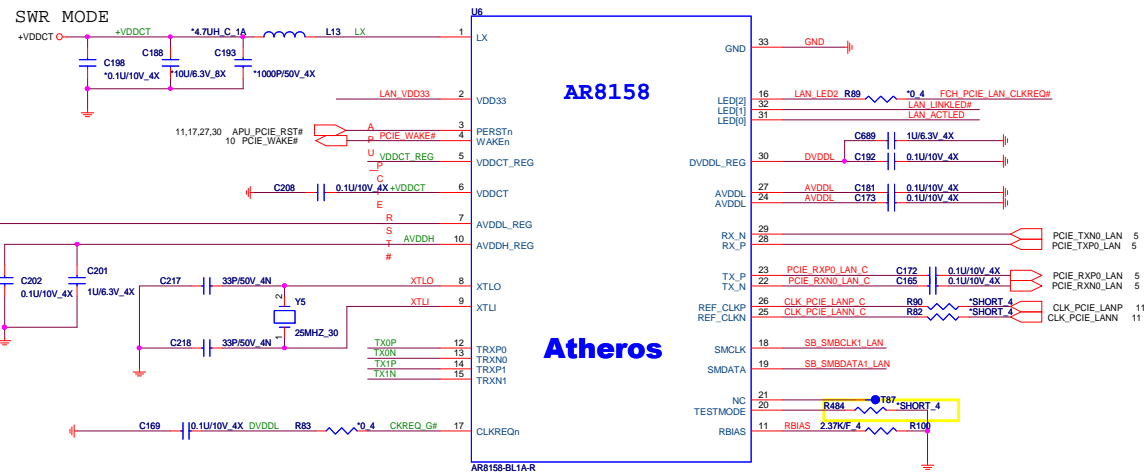 SWR MODE
U6
+VDDCT
+VDDCT
*4.7UH_C_1A
L13
LX
1
LX
C198
*0.1U/10V_4X
C188
*10U/6.3V_8X
C193
*1000P/50V_4X
AR8158
GND
33
GND
LAN_VDD33
2
VDD33
LED[2]
16
LAN_LED2
R89
*0_4
FCH_PCIE_LAN_CLKREQ#
LED[1]
32
LAN_LINKLED#
LED[0]
31
LAN_ACTLED
11,17,27,30
APU_PCIE_RST#
3
PERSTn
10
PCIE_WAKE#
PCIE_WAKE#
4
WAKEn
APU_PCIE_RST#
VDDCT_REG
5
VDDCT_REG
C689
1U/6.3V_4X
DVDDL_REG
30
DVDDL
C192
0.1U/10V_4X
C208
0.1U/10V_4X
+VDDCT
6
VDDCT
AVDDL
27
AVDDL
C181
0.1U/10V_4X
AVDDL
24
AVDDL
C173
0.1U/10V_4X
7
AVDDL_REG
AVDDH
10
AVDDH_REG
RX_N
29
PCIE_TXN0_LAN
5
RX_P
28
PCIE_TXP0_LAN
5
C202
0.1U/10V_4X
C201
1U/6.3V_4X
C217
33P/50V_4N
XTLO
8
XTLO
TX_P
23
PCIE_RXP0_LAN_C
C172
0.1U/10V_4X
PCIE_RXP0_LAN
5
TX_N
22
PCIE_RXN0_LAN_C
C165
0.1U/10V_4X
PCIE_RXN0_LAN
5
2
Y5
25MHZ_30
1
XTLI
9
XTLI
REF_CLKP
26
CLK_PCIE_LANP_C
R90
*SHORT_4
CLK_PCIE_LANP
11
REF_CLKN
25
CLK_PCIE_LANN_C
R82
*SHORT_4
CLK_PCIE_LANN
11
C218
33P/50V_4N
Atheros
TX0P
12
TRXP0
TX0N
13
TRXN0
TX1P
14
TRXP1
TX1N
15
TRXN1
SMCLK
18
SB_SMBCLK1_LAN
SMDATA
19
SB_SMBDATA1_LAN
NC
21
T87
TESTMODE
20
R484
*SHORT_4
C169
0.1U/10V_4X
DVDDL
R83
*0_4
CKREQ_G#
17
CLKREQn
RBIAS
11
RBIAS
2.37K/F_4
R100
AR8158-BL1A-R